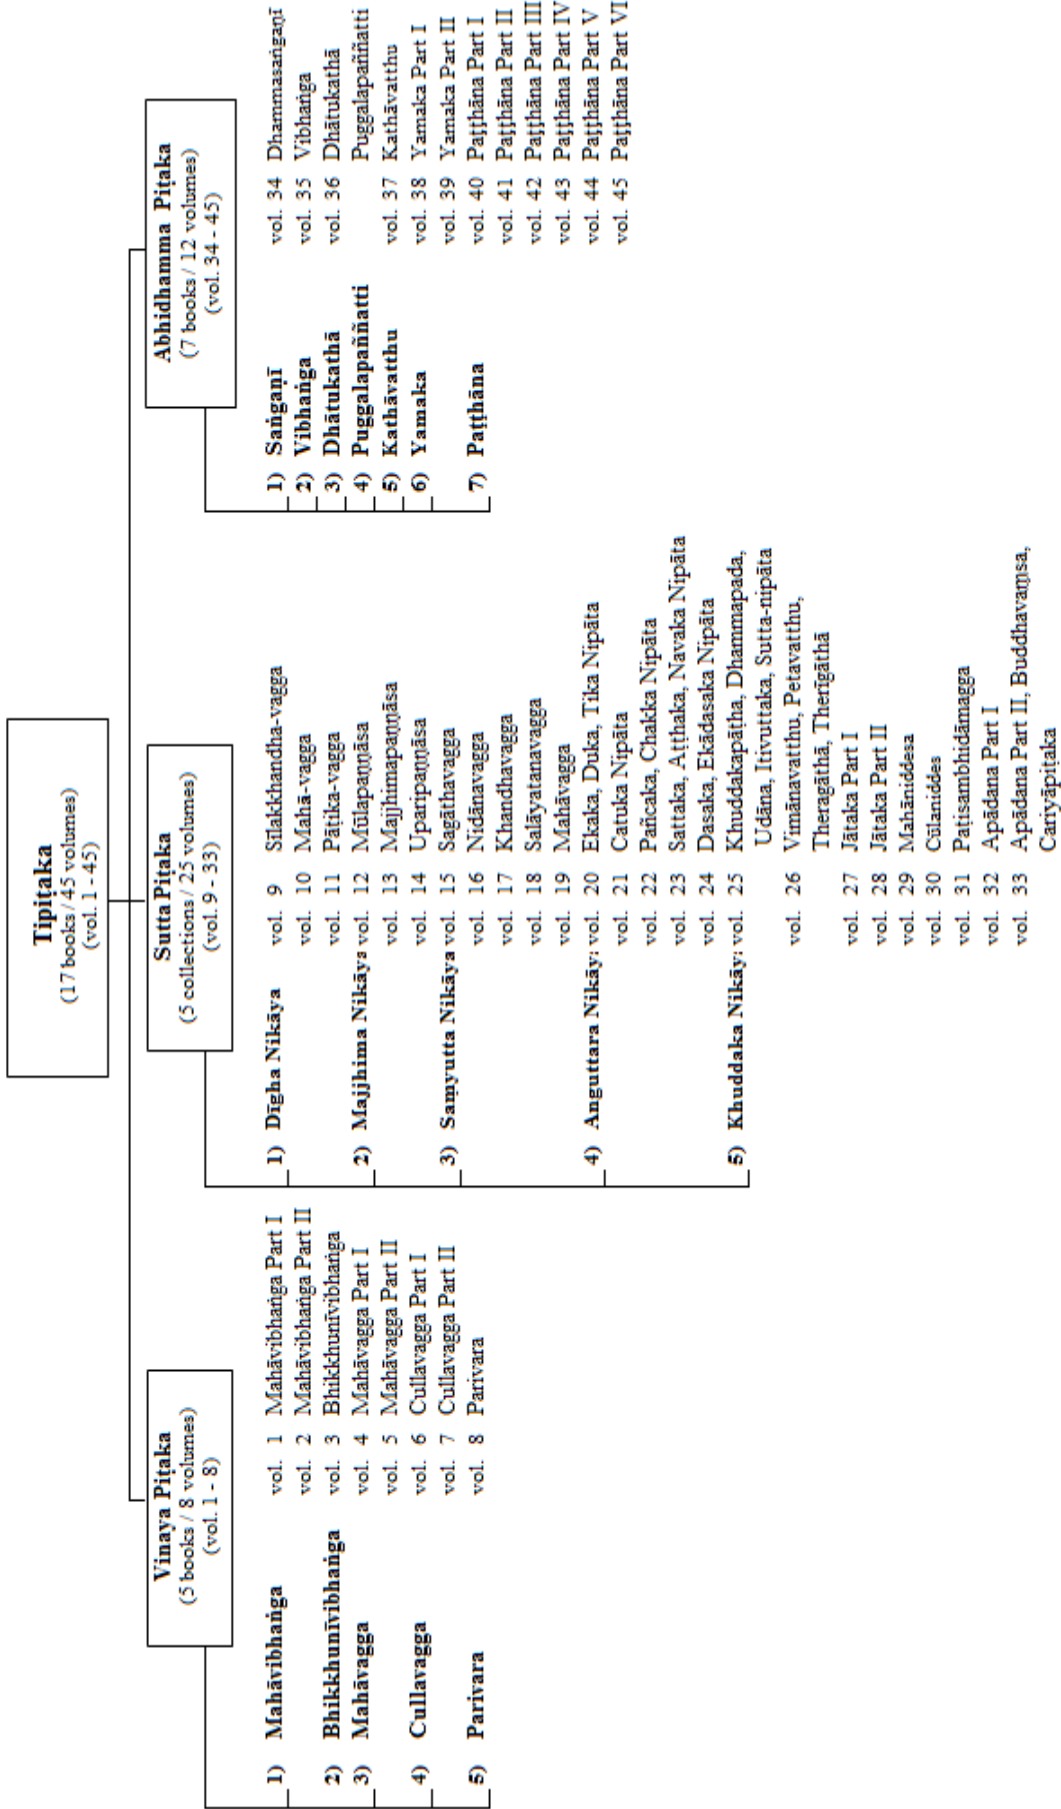 Tipiṭaka
(17 books / 45 volumes)
(vol. 1 - 45)
Vinaya Piṭaka
(5 books / 8 volumes)
(vol. 1 - 8)
1) Mahāvibhaṅga vol. 1 Mahāvibhaṅga Part I
vol. 2 Mahāvibhaṅga Part II
2) Bhikkhunīvibhaṅga vol. 3 Bhikkhunīvibhaṅga
3) Mahāvagga vol. 4 Mahāvagga Part I
vol. 5 Mahāvagga Part II
4) Cullavagga vol. 6 Cullavagga Part I
vol. 7 Cullavagga Part II
5) Parivara vol. 8 Parivara
Sutta Piṭaka
(5 collections / 25 volumes)
(vol. 9 - 33)
1) Dīgha Nikāya vol. 9 Sīlakkhandha-vagga
vol. 10 Mahā-vagga
vol. 11 Pāṭika-vagga
2) Majjhima Nikāya vol. 12 Mūlapaṇṇāsa
vol. 13 Majjhimapaṇṇāsa
vol. 14 Uparipaṇṇāsa
3) Saṃyutta Nikāya vol. 15 Sagāthavagga
vol. 16 Nidānavagga
vol. 17 Khandhavagga
vol. 18 Salāyatanavagga
vol. 19 Mahāvagga
4) Anguttara Nikāy vol. 20 Ekaka, Duka, Tika Nipāta
vol. 21 Catuka Nipāta
vol. 22 Pañcaka, Chakka Nipāta
vol. 23 Sattaka, Aṭṭhaka, Navaka Nipāta
vol. 24 Dasaka, Ekādasaka Nipāta
5) Khuddaka Nikāy vol. 25 Khuddakapāṭha, Dhammapada,
Udāna, Itivuttaka, Sutta-nipāta
vol. 26 Vimānavatthu, Petavatthu,
Theragāthā, Therīgāthā
vol. 27 Jātaka Part I
vol. 28 Jātaka Part II
vol. 29 Mahāniddesa
vol. 30 Cūlaniddes
vol. 31 Paṭisambhidāmagga
vol. 32 Apādana Part I
vol. 33 Apādana Part II, Buddhavaṃsa,
Cariyāpiṭaka
Abhidhamma Piṭaka
(7 books / 12 volumes)
(vol. 34 - 45)
1) Saṅgaṇī vol. 34 Dhammasaṅgaṇī
2) Vibhaṅga vol. 35 Vibhaṅga
3) Dhātukathā vol. 36 Dhātukathā
4) Puggalapaññatti Puggalapaññatti
5) Kathāvatthu vol. 37 Kathāvatthu
6) Yamaka vol. 38 Yamaka Part I
vol. 39 Yamaka Part II
7) Paṭṭhāna vol. 40 Paṭṭhāna Part I
vol. 41 Paṭṭhāna Part II
vol. 42 Paṭṭhāna Part III
vol. 43 Paṭṭhāna Part IV
vol. 44 Paṭṭhāna Part V
vol. 45 Paṭṭhāna Part VI